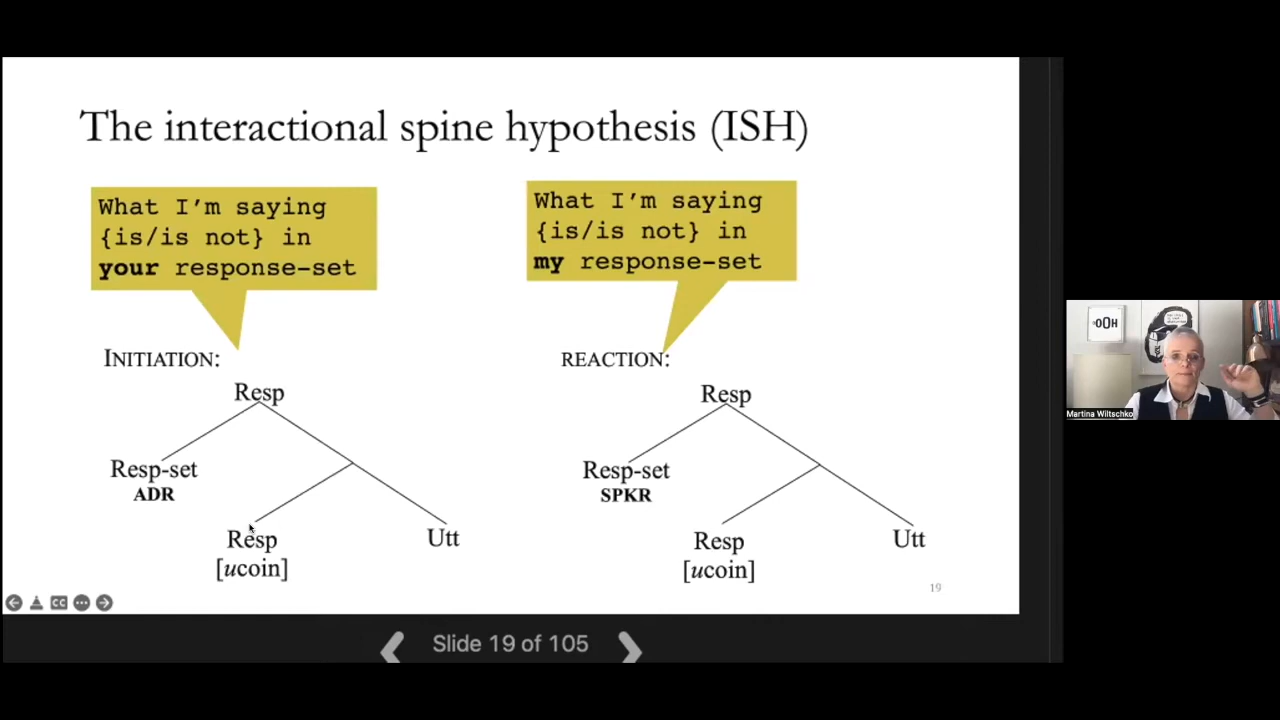 The interactional spine hypothesis (ISH)
What I'm saying
{is/is not} in
your response-set
What I'm saying
{is/is not} in
my response-set
INITIATION:
REACTION:
Resp
Resp-set
ADR
Resp
[ucoin]
Utt
Resp
Resp-set
SPKR
Resp
[ucoin]
Utt
19
CC
Slide 19 of 105
OOH
Martina Wiltschko